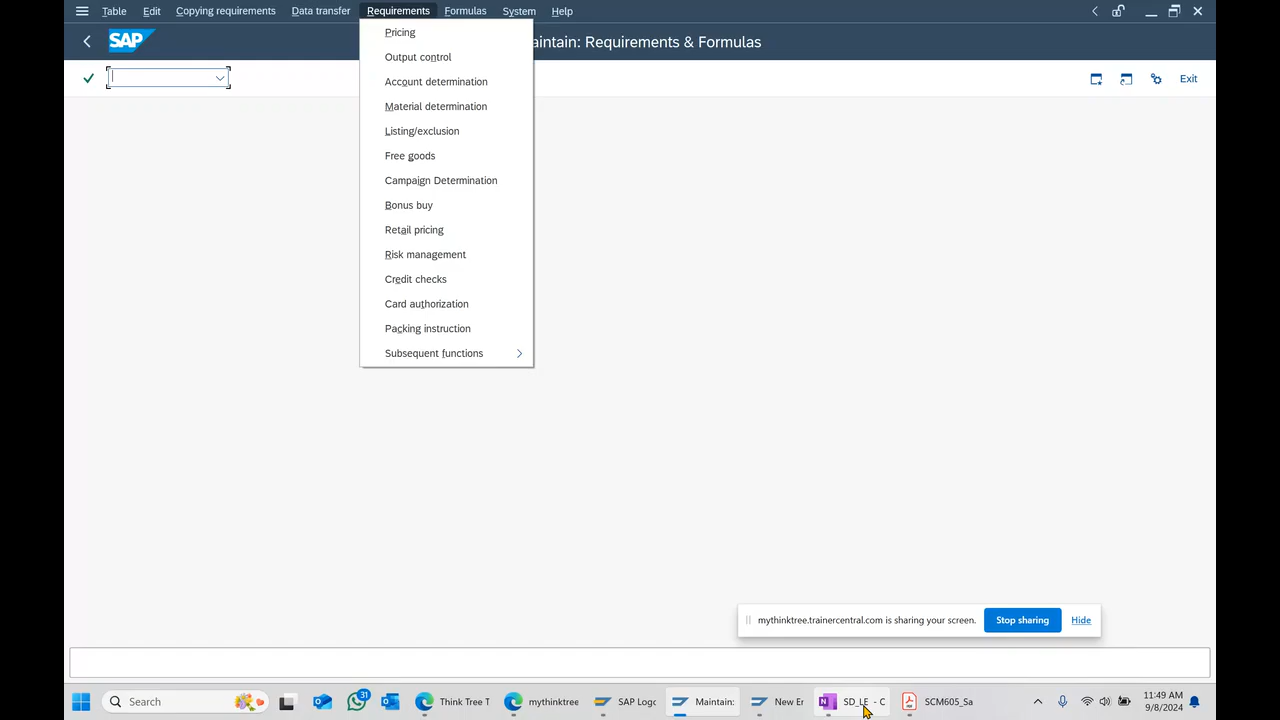 Table Edit Copying requirements Data transfer Requirements Formulas System Help
SAP
aintain: Requirements & Formulas
Exit
Pricing
Output control
Account determination
Material determination
Listing/exclusion
Free goods
Campaign Determination
Bonus buy
Retail pricing
Risk management
Credit checks
Card authorization
Packing instruction
Subsequent functions
mythinktree.trainercentral.com is sharing your screen. Stop sharing Hide
Search 31 Think Tree T mythinktree SAP Logo Maintain: New Er SD_LE - C SCM605_Sa
11:49 AM
9/8/2024